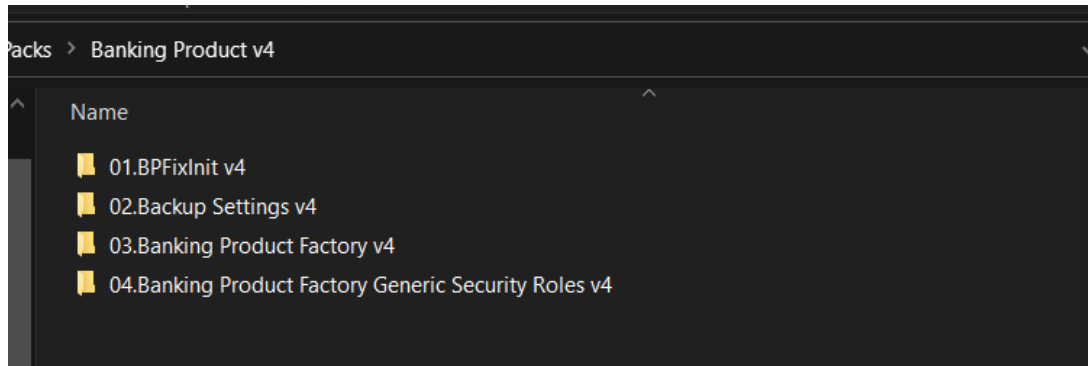 Packs > Banking Product v4
Name
01.BPFixInit v4
02.Backup Settings v4
03.Banking Product Factory v4
04.Banking Product Factory Generic Security Roles v4